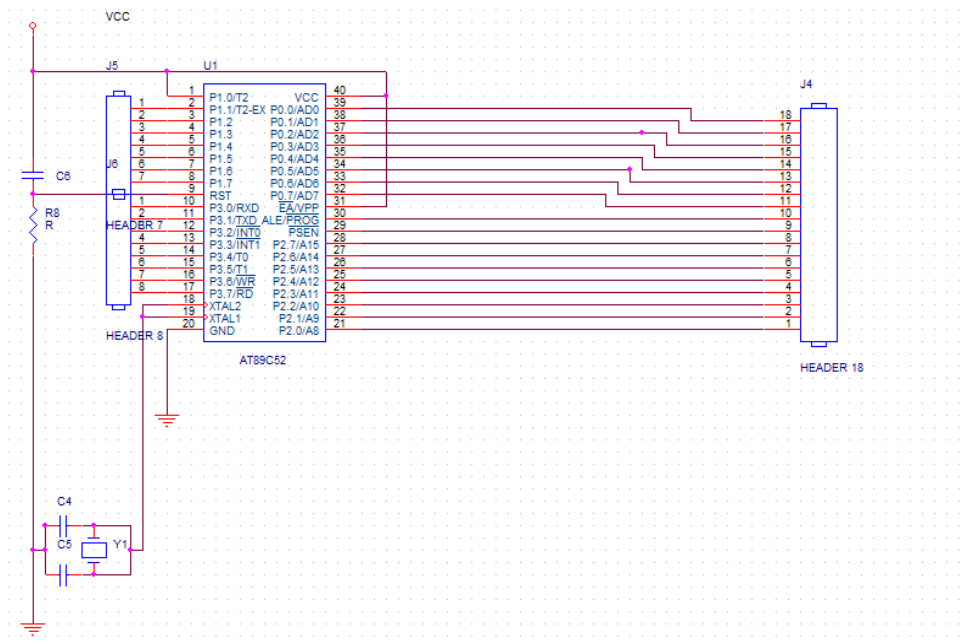 VCC
J5
U1
J4
1 P1.0/T2 VCC 40
1 2 P1.1/T2-EX P0.0/AD0 39
2 3 P1.2 P0.1/AD1 38 18
3 4 P1.3 P0.2/AD2 37 17
4 5 P1.4 P0.3/AD3 36 16
5 6 P1.5 P0.4/AD4 35 15
J6 6 7 P1.6 P0.5/AD5 34 14
C6 7 8 P1.7 P0.6/AD6 33 13
9 RST P0.7/AD7 32 12
1 10 P3.0/RXD EA/VPP 31 11
R8 2 11 P3.1/TXD ALE/PROG 30 10
R HEADER 7 12 P3.2/INT0 PSEN 29 9
4 13 P3.3/INT1 P2.7/A15 28 8
5 14 P3.4/T0 P2.6/A14 27 7
6 15 P3.5/T1 P2.5/A13 26 6
7 16 P3.6/WR P2.4/A12 25 5
8 17 P3.7/RD P2.3/A11 24 4
18 XTAL2 P2.2/A10 23 3
19 XTAL1 P2.1/A9 22 2
20 GND P2.0/A8 21 1
HEADER 8
AT89C52
HEADER 18
C4
C5
Y1